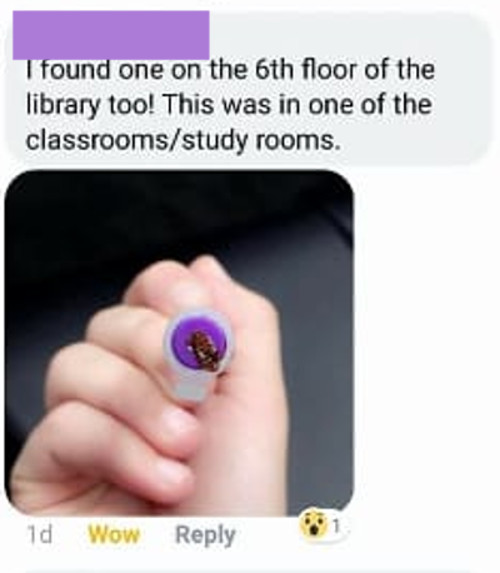 I found one on the 6th floor of the
library too! This was in one of the
classrooms/study rooms.
1d Wow Reply 1